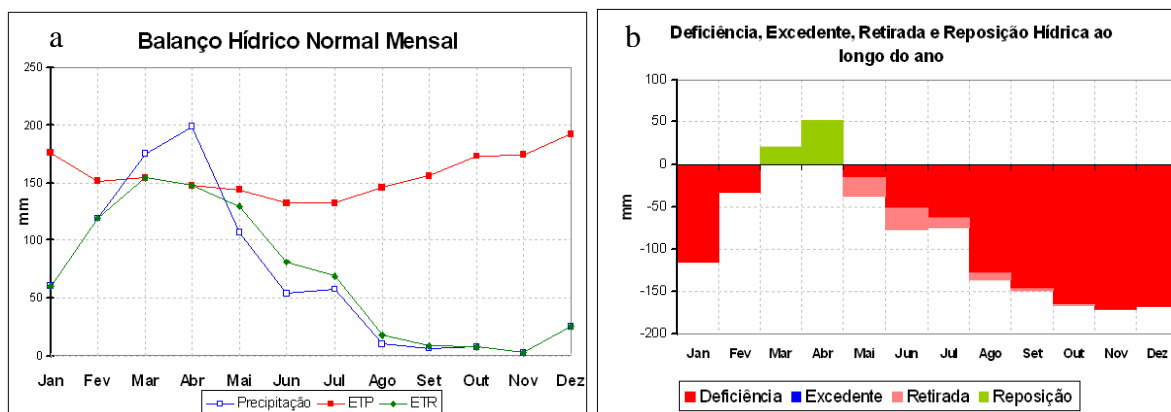 a
Balanço Hídrico Normal Mensal
mm
250
200
150
100
50
0
Jan Fev Mar Abr Mai Jun Jul Ago Set Out Nov Dez
Precipitação ETP ETR
b
Deficiência, Excedente, Retirada e Reposição Hídrica ao
longo do ano
mm
100
50
0
-50
-100
-150
-200
Jan Fev Mar Abr Mai Jun Jul Ago Set Out Nov Dez
Deficiência Excedente Retirada Reposição